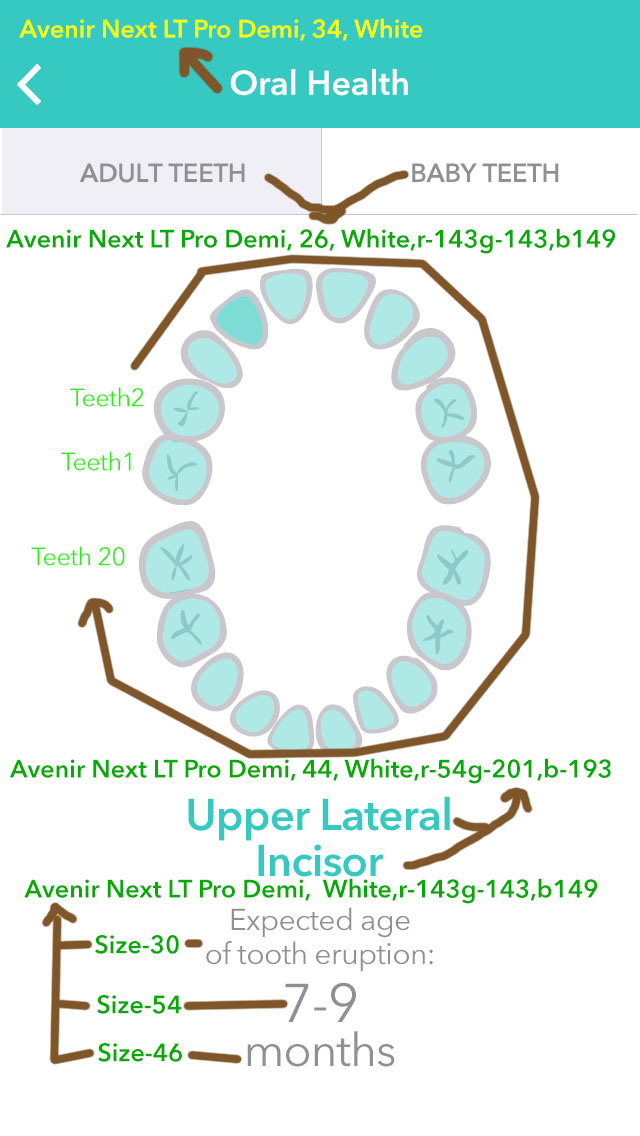 Avenir Next LT Pro Demi, 34, White
Oral Health
ADULT TEETH
BABY TEETH
Avenir Next LT Pro Demi, 26, White,r-143g-143,b149
Teeth2
Teeth1
Teeth 20
Avenir Next LT Pro Demi, 44, White,r-54g-201,b-193
Upper Lateral
Incisor
Avenir Next LT Pro Demi,  White,r-143g-143,b149
Expected age
Size-30
of tooth eruption:
Size-54
7-9
Size-46
months